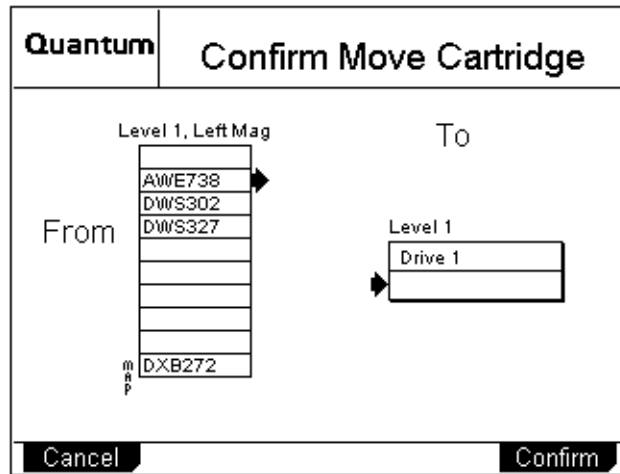 Quantum
Confirm Move Cartridge
Level 1, Left Mag
To
AWE738
DWS302
From
DWS327
Level 1
Drive 1
mAP
DXB272
Cancel
Confirm